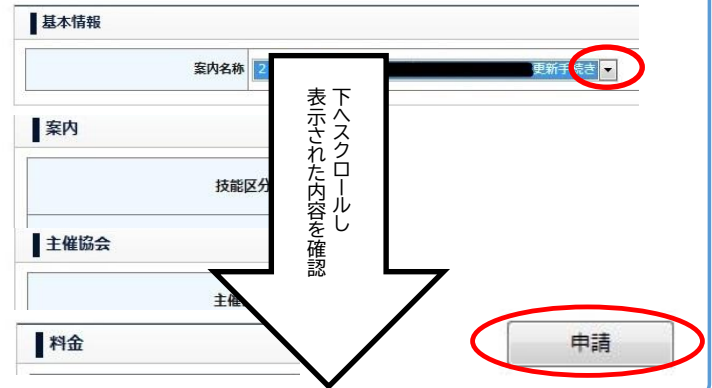 基本情報
案内名称 2 更新手続き
案内
技能区分
主催協会
主催
料金
下へスクロールし
表示された内容を確認
申請